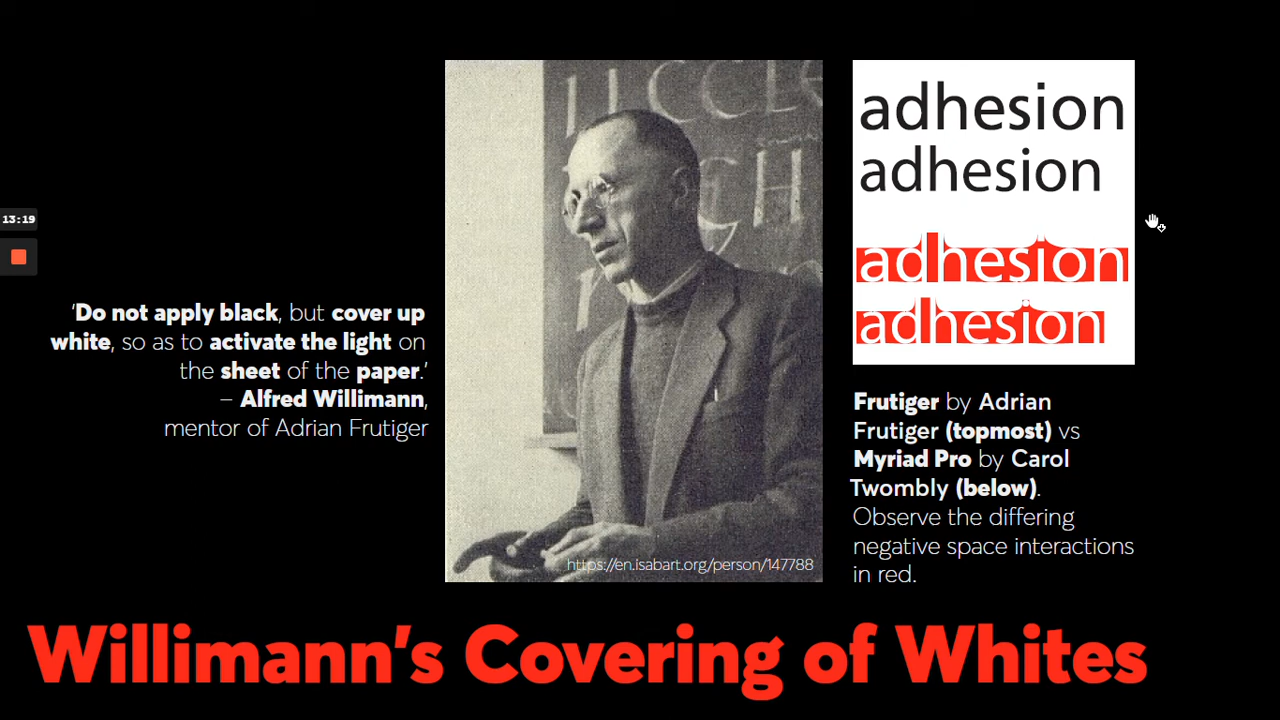 13:19
'Do not apply black, but cover up
white, so as to activate the light on
the sheet of the paper.'
– Alfred Willimann,
mentor of Adrian Frutiger
https://en.isabart.org/person/147788
adhesion
adhesion
adhesion
adhesion
Frutiger by Adrian
Frutiger (topmost) vs
Myriad Pro by Carol
Twombly (below).
Observe the differing
negative space interactions
in red.
Willimann's Covering of Whites